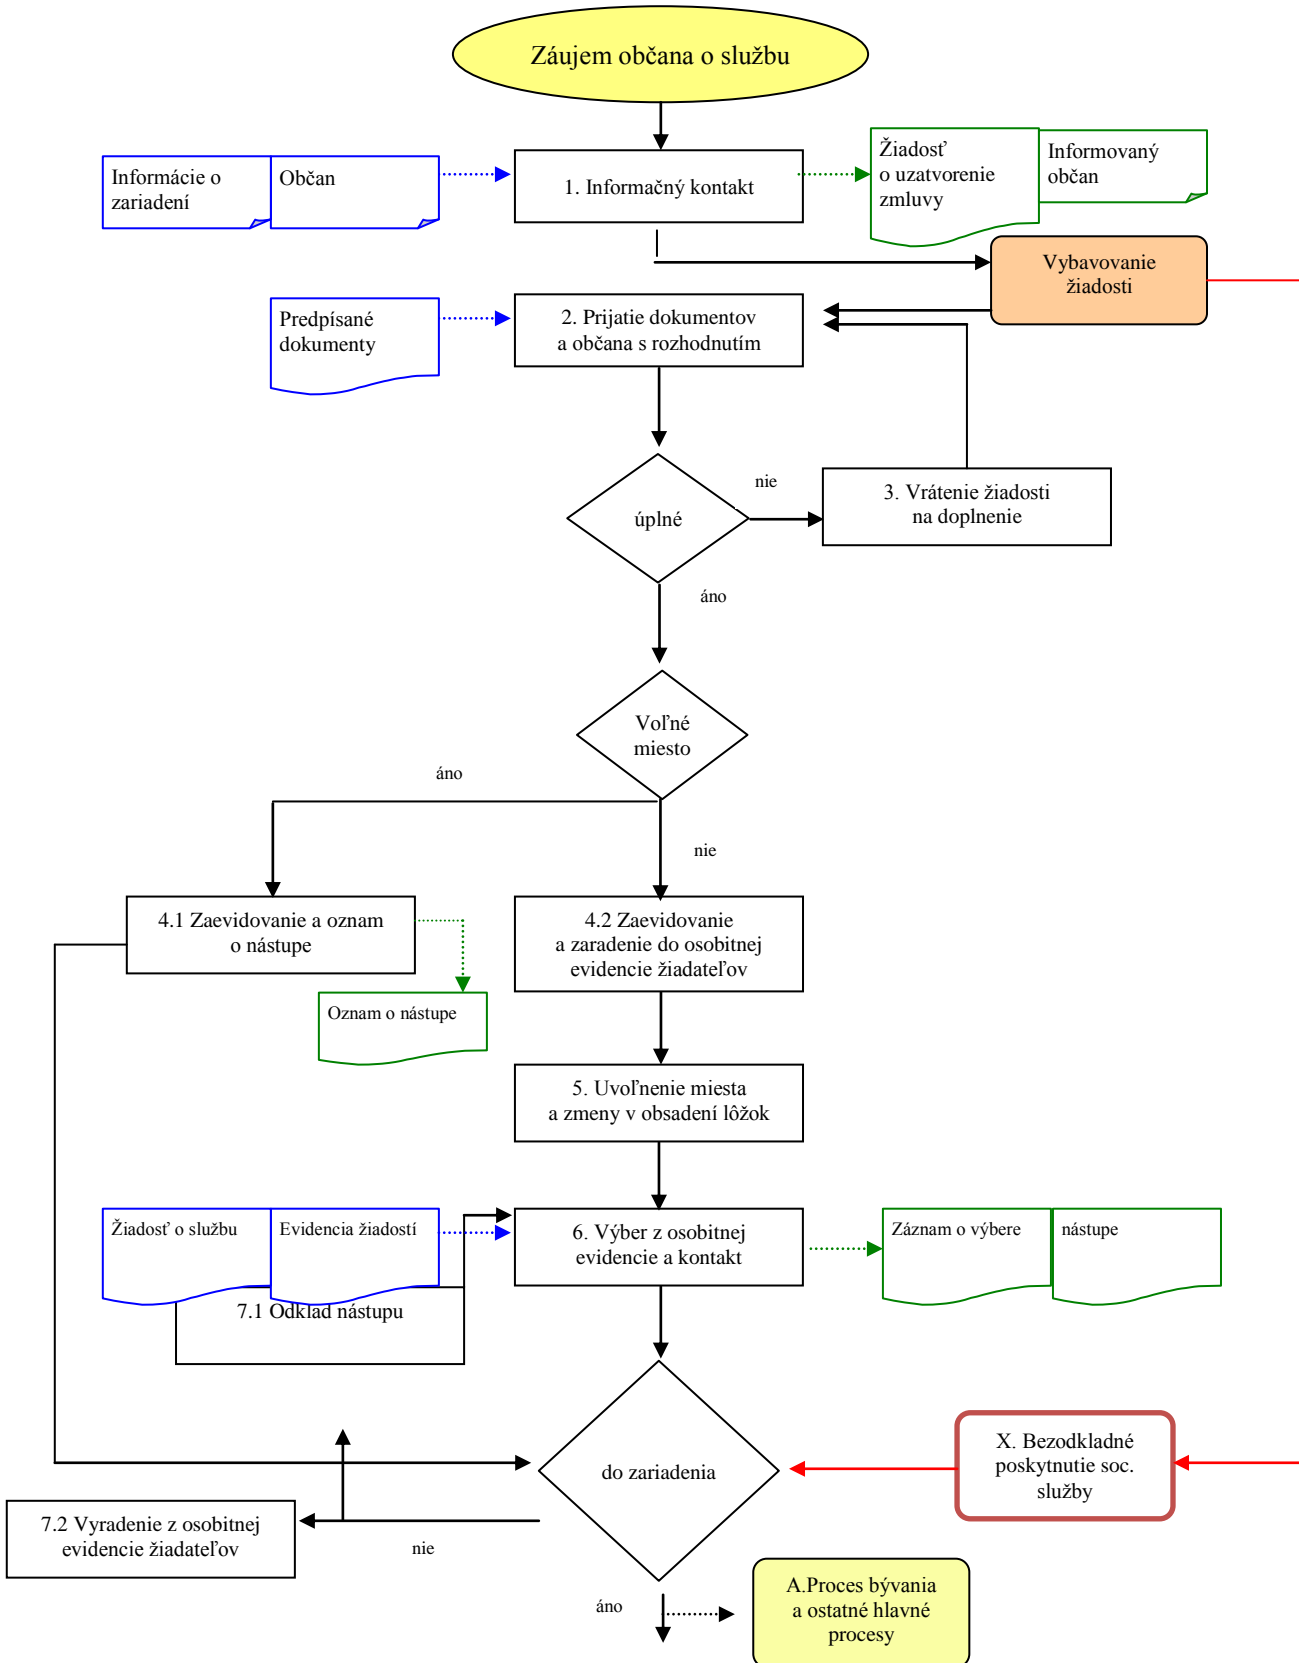 Záujem občana o službu
Informácie o
zariadení
Občan
1. Informačný kontakt
Žiadosť
o uzatvorenie
zmluvy
Informovaný
občan
Vybavovanie
žiadosti
Predpísané
dokumenty
2. Prijatie dokumentov
a občana s rozhodnutím
nie
3. Vrátenie žiadosti
na doplnenie
úplné
áno
Voľné
miesto
áno
nie
4.1 Zaevidovanie a oznam
o nástupe
4.2 Zaevidovanie
a zaradenie do osobitnej
evidencie žiadateľov
Oznam o nástupe
5. Uvoľnenie miesta
a zmeny v obsadení lôžok
Žiadosť o službu
Evidencia žiadostí
6. Výber z osobitnej
evidencie a kontakt
Záznam o výbere
nástupe
7.1 Odklad nástupu
do zariadenia
X. Bezodkladné
poskytnutie soc.
služby
7.2 Vyradenie z osobitnej
evidencie žiadateľov
nie
áno
A.Proces bývania
a ostatné hlavné
procesy